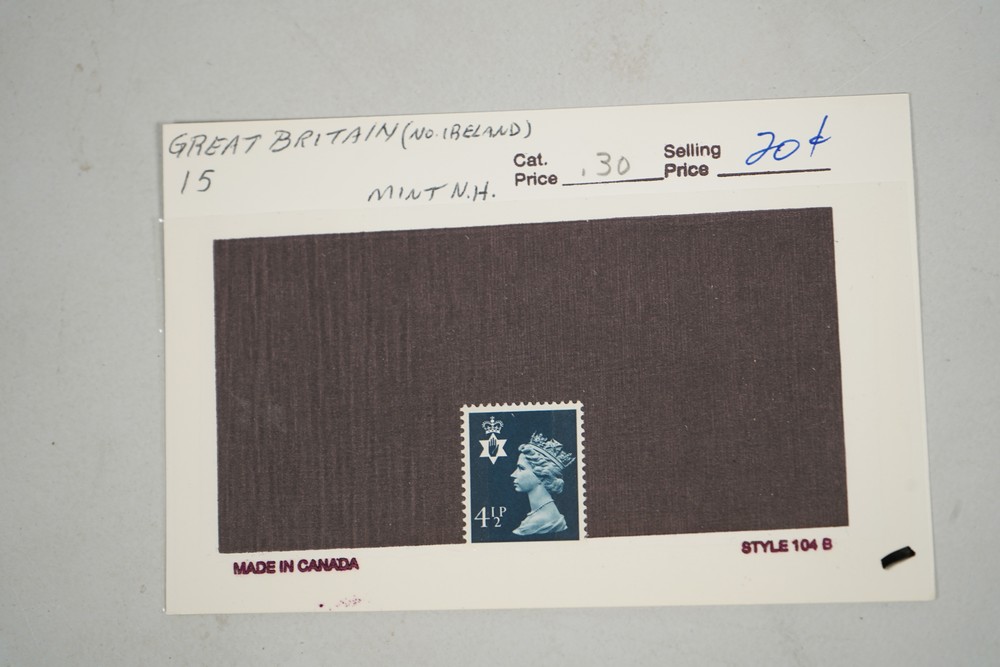 GREAT BRITAIN (NO. IRELAND)
15
MINT N.H.
Cat. Price .30
Selling Price 20¢
4½P
MADE IN CANADA
STYLE 104 B